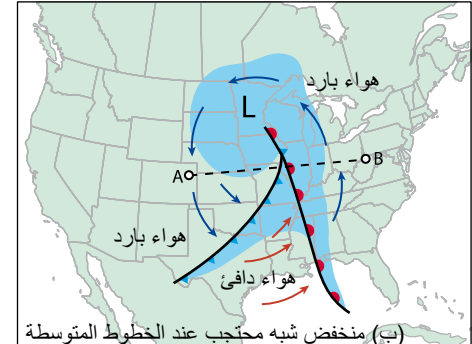 هواء بارد
L
A
B
هواء بارد
هواء دافئ
(ب) منخفض شبه محتجب عند الخطوط المتوسطة